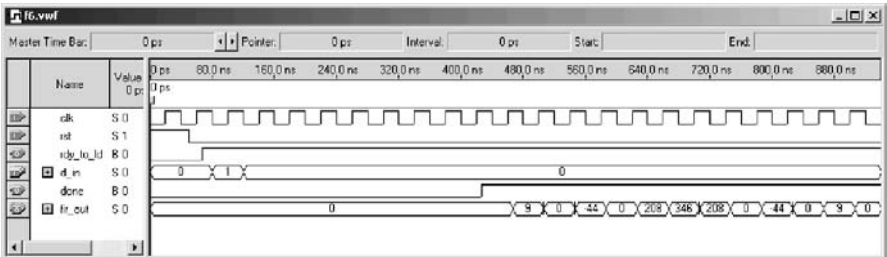 f6.vwf
Master Time Bar: 0 ps Pointer: 0 ps Interval: 0 ps Start: End:
Name Value 0 ps
0 ps 80.0 ns 160.0 ns 240.0 ns 320.0 ns 400.0 ns 480.0 ns 560.0 ns 640.0 ns 720.0 ns 800.0 ns 880.0 ns
0 ps
clk S 0
rst S 1
rdy_to_ld B 0
d_in S 0 0 1 0
done B 0
fir_out S 0 0 9 0 -44 0 208 346 208 0 -44 0 9 0